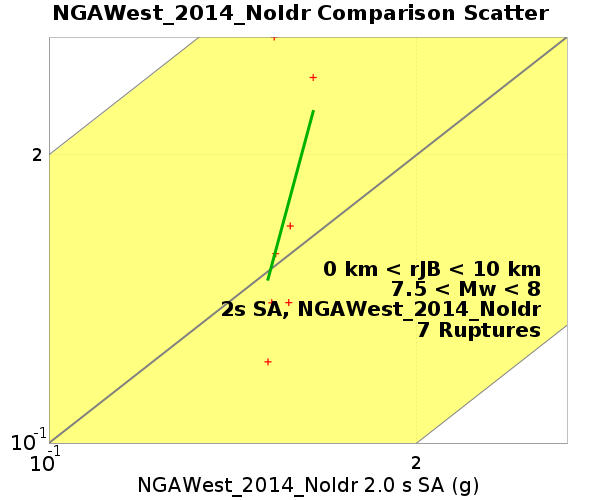 NGAWest_2014_NoIdr Comparison Scatter
2
0 km < rJB < 10 km
7.5 < Mw < 8
2s SA, NGAWest_2014_NoIdr
7 Ruptures
10-1
10-1
2
NGAWest_2014_NoIdr 2.0 s SA (g)